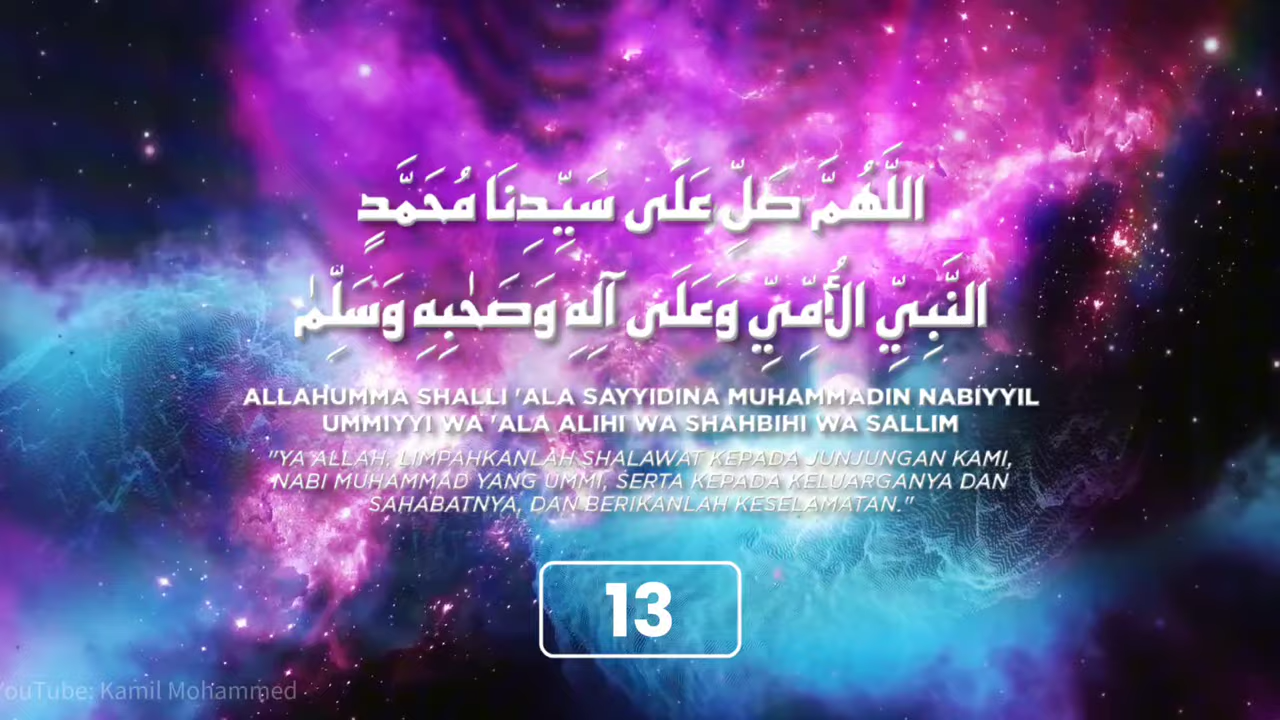 اللَّهُمَّ صَلِّ عَلَى سَيِّدِنَا مُحَمَّدٍ
النَّبِيِّ الأُمِّيِّ وَعَلَى آلِهِ وَصَحْبِهِ وَسَلِّمْ
ALLAHUMMA SHALLI 'ALA SAYYIDINA MUHAMMADIN NABIYYIL
UMMIYYI WA 'ALA ALIHI WA SHAHBIHI WA SALLIM
"YA ALLAH, LIMPAHKANLAH SHALAWAT KEPADA JUNJUNGAN KAMI,
NABI MUHAMMAD YANG UMMI, SERTA KEPADA KELUARGANYA DAN
SAHABATNYA, DAN BERIKANLAH KESELAMATAN."
13
YouTube: Kamil Mohammed